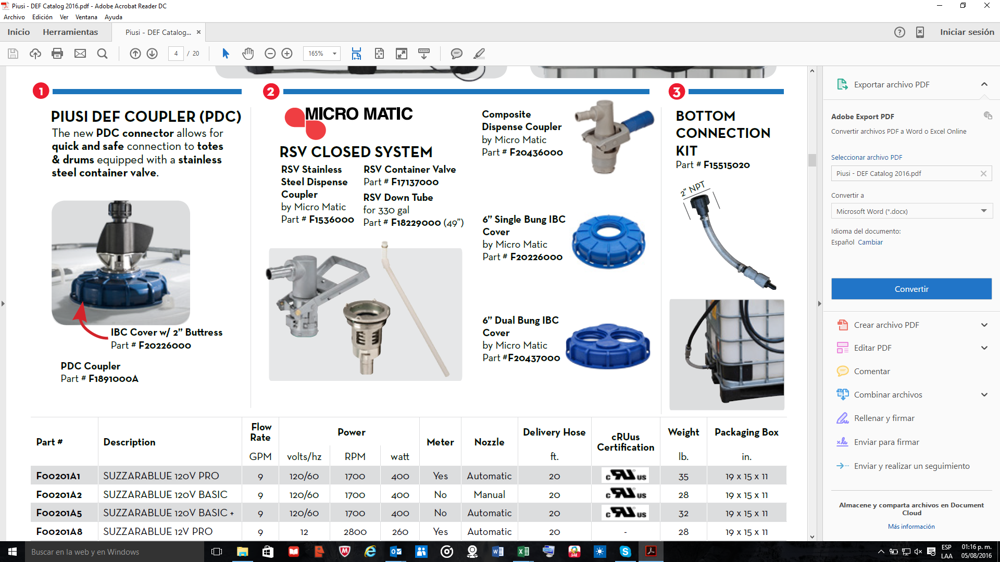 Piusi - DEF Catalog 2016.pdf - Adobe Acrobat Reader DC
Archivo Edición Ver Ventana Ayuda
Inicio Herramientas Piusi - DEF Catalog... × Iniciar sesión
4 / 20 165%
1
PIUSI DEF COUPLER (PDC)
The new PDC connector allows for
quick and safe connection to totes
& drums equipped with a stainless
steel container valve.
IBC Cover w/ 2” Buttress
Part # F20226000
PDC Coupler
Part # F1891000A
2
MICRO MATIC
RSV CLOSED SYSTEM
RSV Stainless
Steel Dispense
Coupler
by Micro Matic
Part # F1536000
RSV Container Valve
Part # F17137000
RSV Down Tube
for 330 gal
Part # F18229000 (49”)
Composite
Dispense Coupler
by Micro Matic
Part # F20436000
6” Single Bung IBC
Cover
by Micro Matic
Part # F20226000
6” Dual Bung IBC
Cover
by Micro Matic
Part #F20437000
3
BOTTOM
CONNECTION
KIT
Part # F15515020
2” NPT
Part # Description Flow Rate Power Meter Nozzle Delivery Hose cRUus Certification Weight Packaging Box
GPM volts/hz RPM watt ft. lb. in.
F00201A1 SUZZARABLUE 120V PRO 9 120/60 1700 400 Yes Automatic 20 c RU us 35 19 x 15 x 11
F00201A2 SUZZARABLUE 120V BASIC 9 120/60 1700 400 No Manual 20 c RU us 28 19 x 15 x 11
F00201A5 SUZZARABLUE 120V BASIC + 9 120/60 1700 400 No Automatic 20 c RU us 32 19 x 15 x 11
F00201A8 SUZZARABLUE 12V PRO 9 12 2800 260 Yes Automatic 20 - 28 19 x 15 x 11
Exportar archivo PDF
Adobe Export PDF
Convertir archivos PDF a Word o Excel Online
Seleccionar archivo PDF
Piusi - DEF Catalog 2016.pdf
Convertir a
Microsoft Word (*.docx)
Idioma del documento:
Español Cambiar
Convertir
Crear archivo PDF
Editar PDF
Comentar
Combinar archivos
Rellenar y firmar
Enviar para firmar
Enviar y realizar un seguimiento
Almacene y comparta archivos en Document
Cloud
Más información
Buscar en la web y en Windows
ESP
LAA
01:16 p. m.
05/08/2016